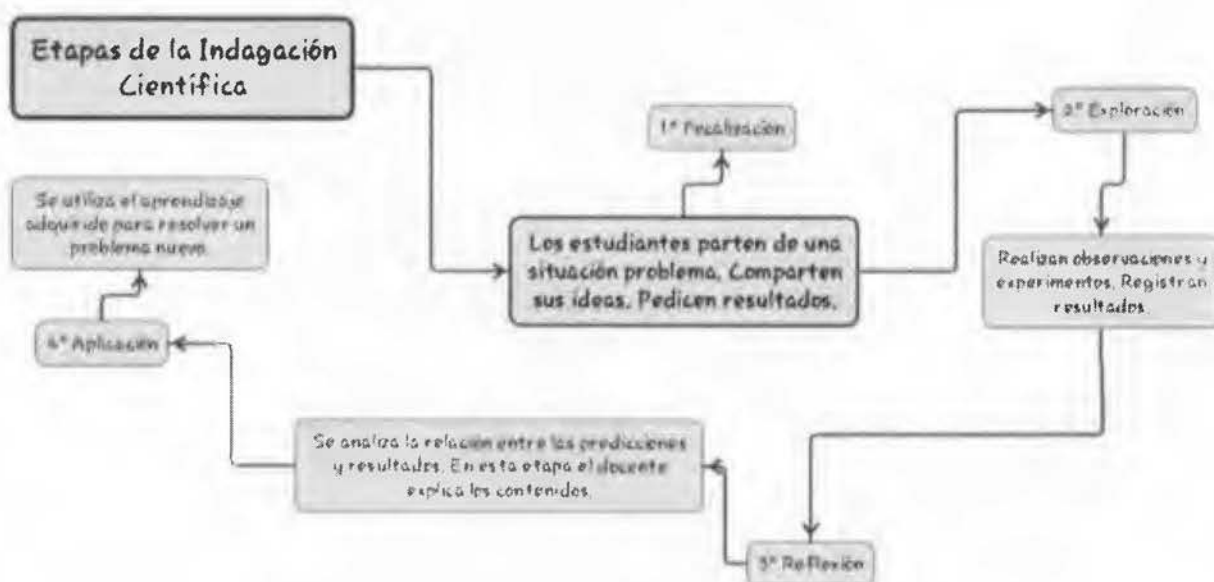 Etapas de la Indagación
Científica
1° Focalización
Los estudiantes parten de una
situación problema. Comparten
sus ideas. Pedicen resultados.
2° Exploración
Realizan observaciones y
experimentos. Registran
resultados.
3° Reflexión
Se analiza la relación entre las predicciones
y resultados. En esta etapa el docente
explica los contenidos.
4° Aplicación
Se utiliza el aprendizaje
adquirido para resolver un
problema nuevo.